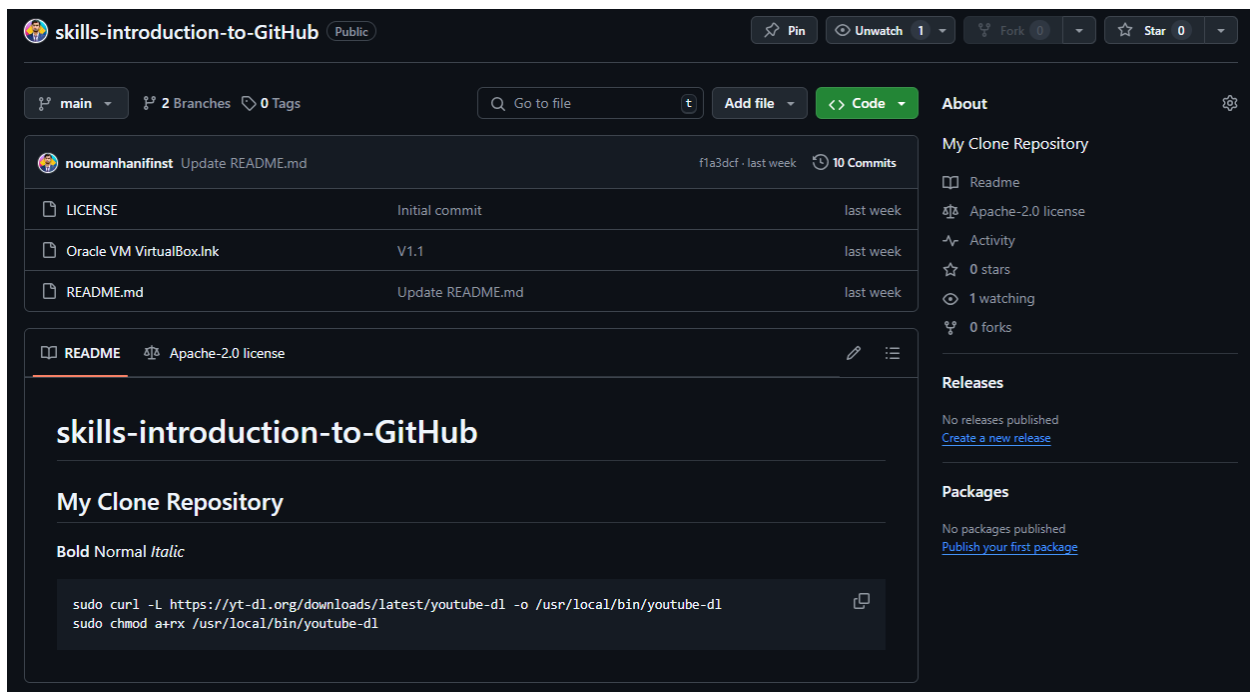 skills-introduction-to-GitHub Public
Pin
Unwatch 1
Fork 0
Star 0
main
2 Branches
0 Tags
Go to file
t
Add file
Code
noumanhanifinst Update README.md
f1a3dcf · last week
10 Commits
LICENSE Initial commit last week
Oracle VM VirtualBox.lnk V1.1 last week
README.md Update README.md last week
README
Apache-2.0 license
skills-introduction-to-GitHub
My Clone Repository
Bold Normal Italic
sudo curl -L https://yt-dl.org/downloads/latest/youtube-dl -o /usr/local/bin/youtube-dl
sudo chmod a+rx /usr/local/bin/youtube-dl
About
My Clone Repository
Readme
Apache-2.0 license
Activity
0 stars
1 watching
0 forks
Releases
No releases published
Create a new release
Packages
No packages published
Publish your first package